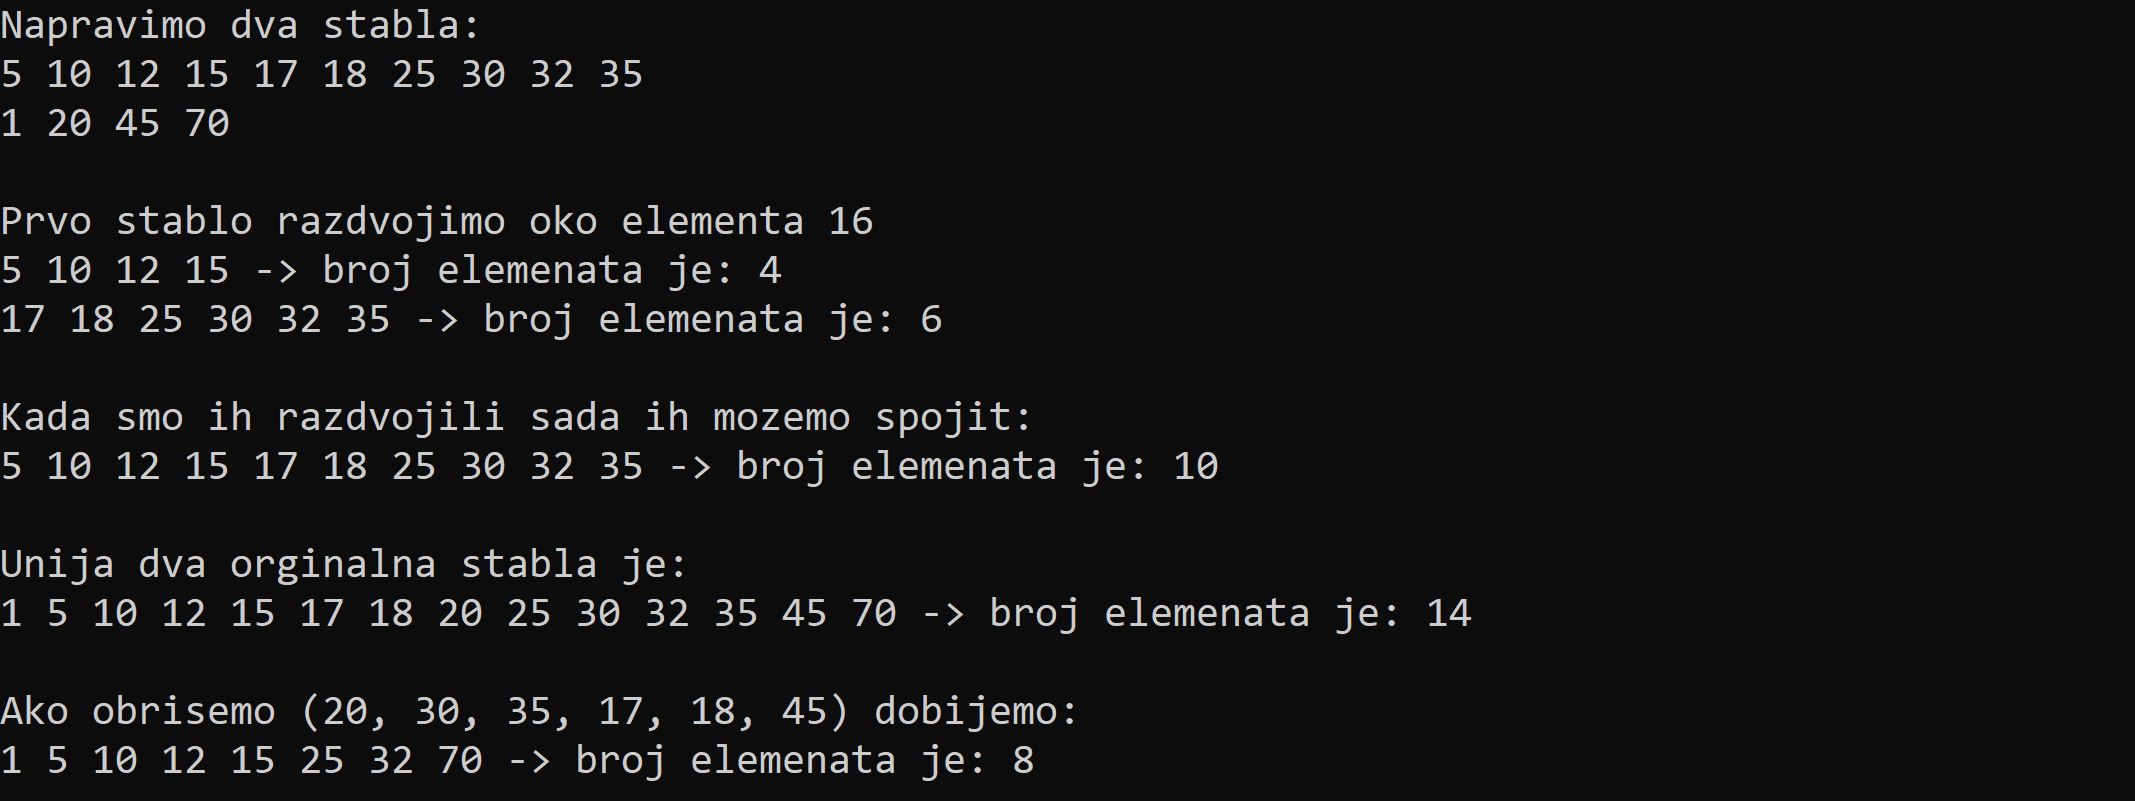 Napravimo dva stabla:
5 10 12 15 17 18 25 30 32 35
1 20 45 70
Prvo stablo razdvojimo oko elementa 16
5 10 12 15 -> broj elemenata je: 4
17 18 25 30 32 35 -> broj elemenata je: 6
Kada smo ih razdvojili sada ih mozemo spojit:
5 10 12 15 17 18 25 30 32 35 -> broj elemenata je: 10
Unija dva orginalna stabla je:
1 5 10 12 15 17 18 20 25 30 32 35 45 70 -> broj elemenata je: 14
Ako obrisemo (20, 30, 35, 17, 18, 45) dobijemo:
1 5 10 12 15 25 32 70 -> broj elemenata je: 8